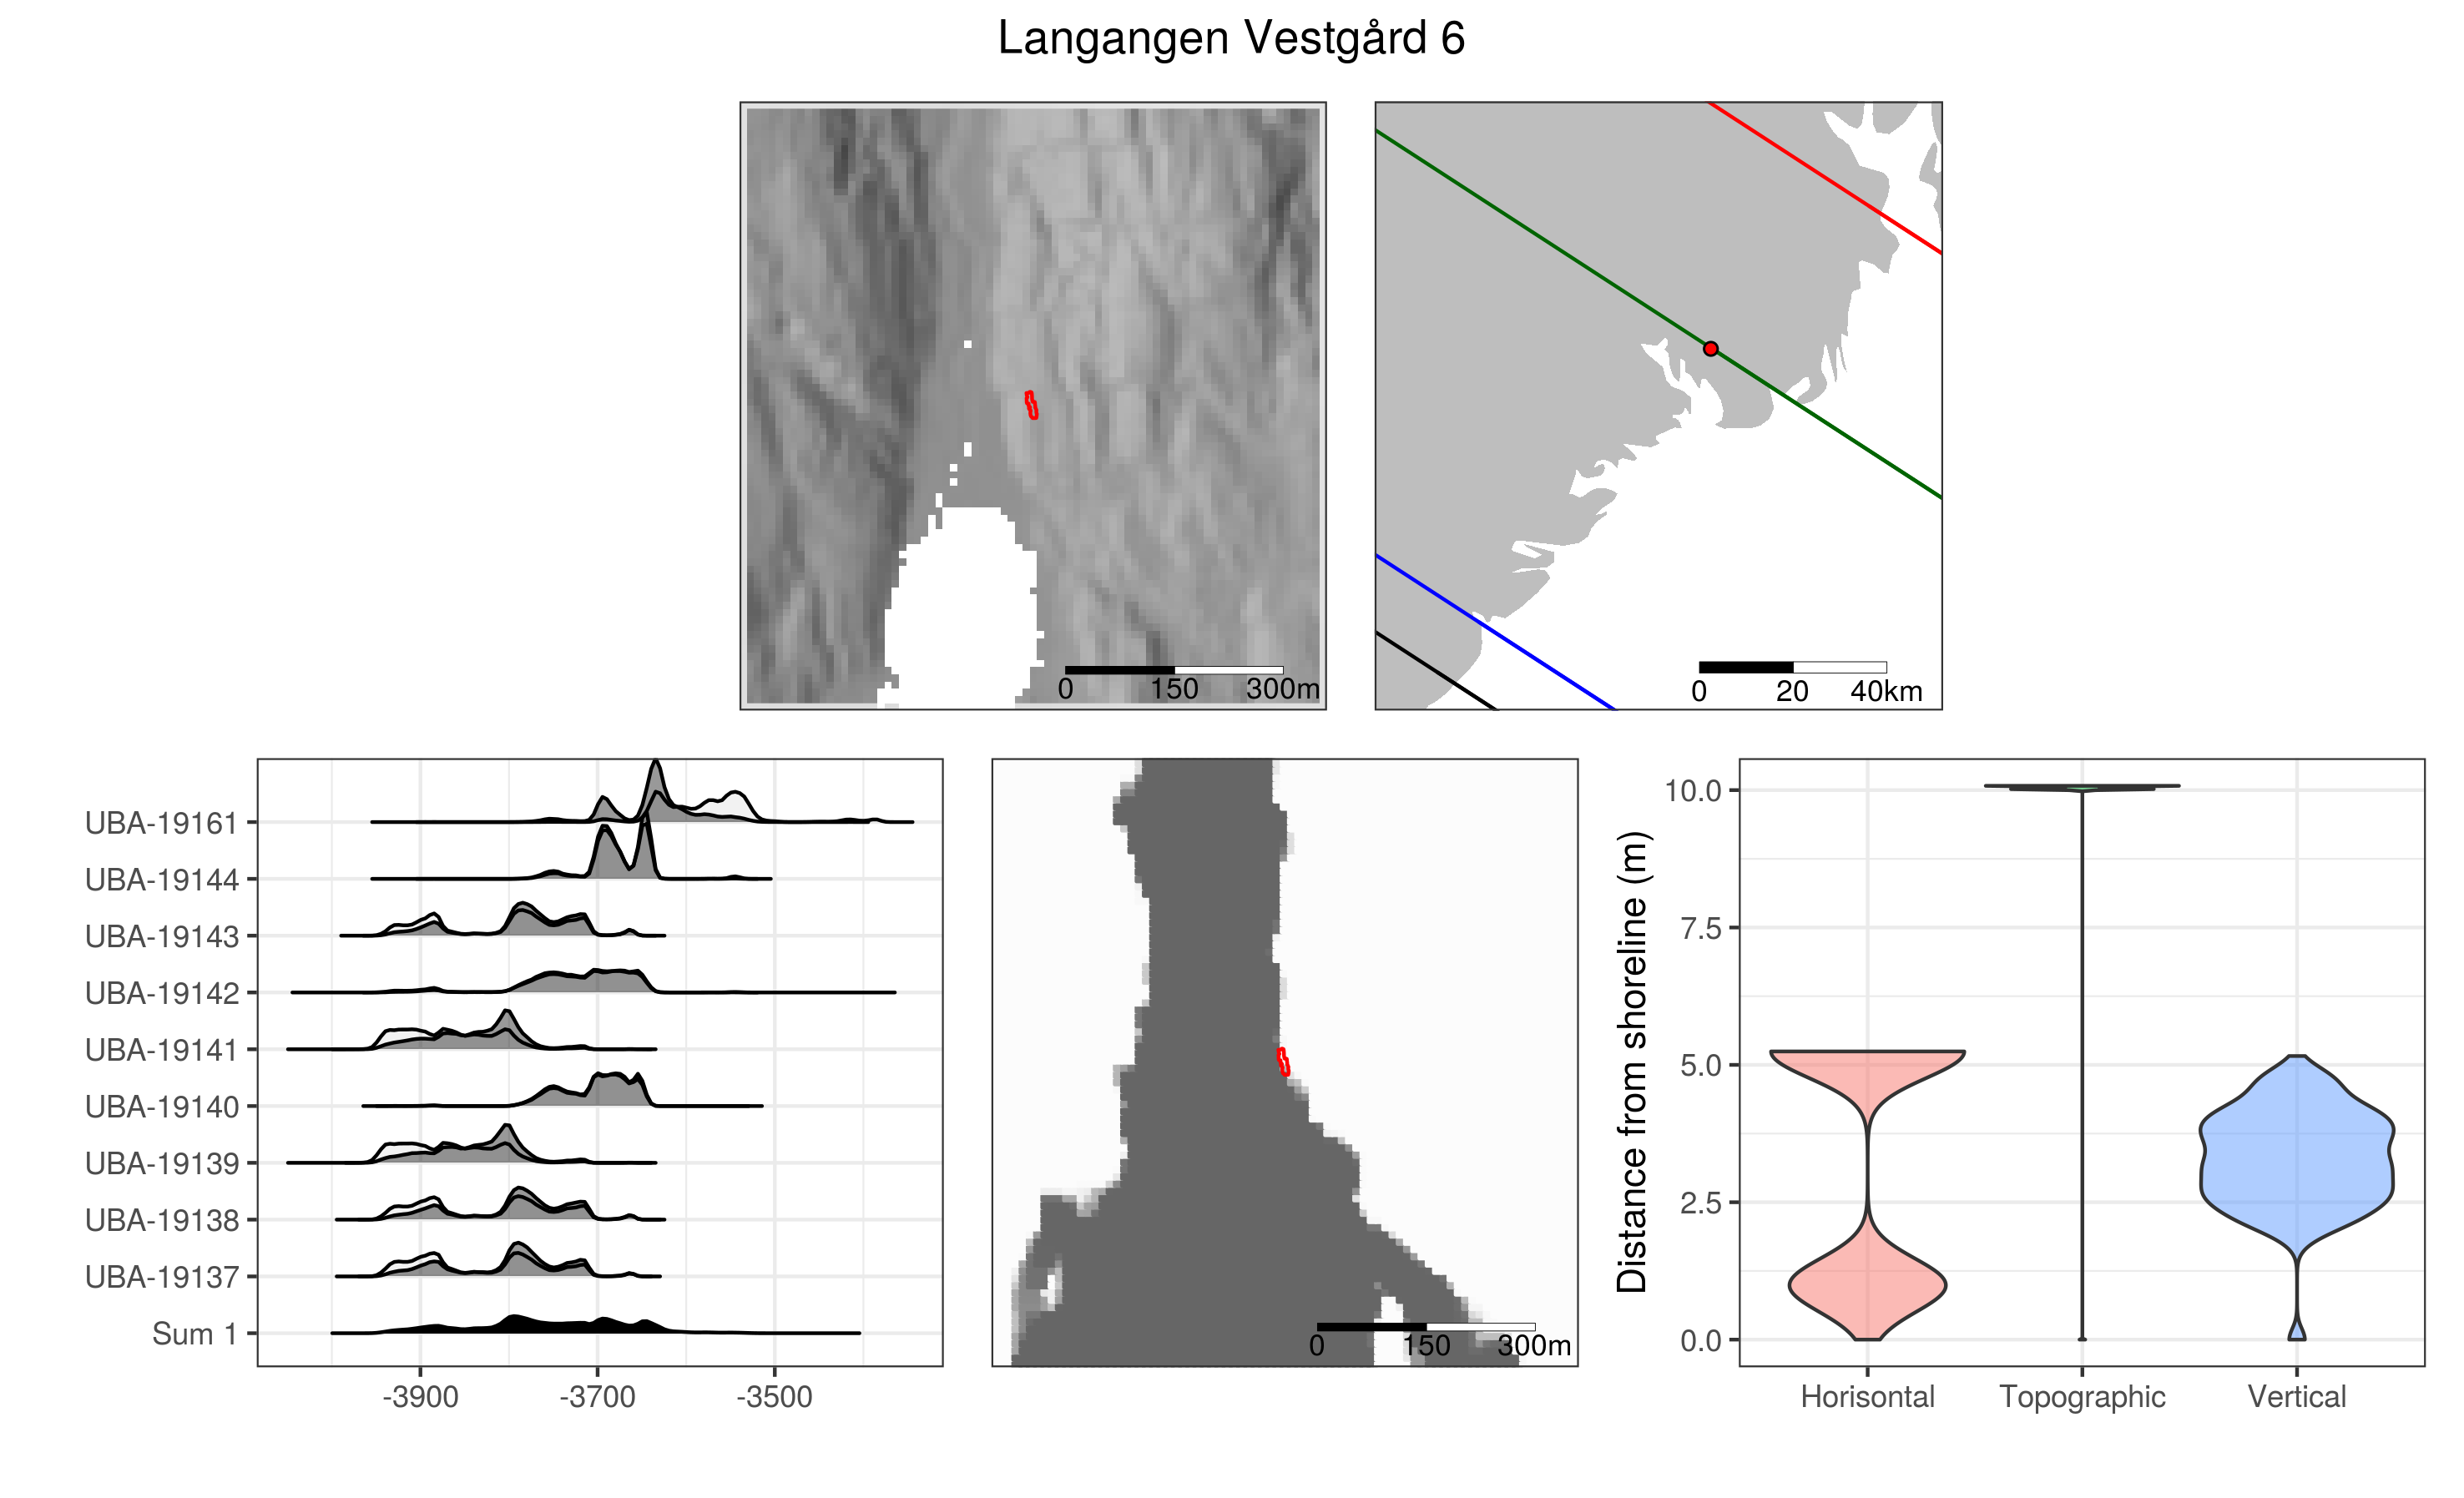 Langangen Vestgård 6
0 150 300m
0 20 40km
UBA-19161
UBA-19144
UBA-19143
UBA-19142
UBA-19141
UBA-19140
UBA-19139
UBA-19138
UBA-19137
Sum 1
-3900 -3700 -3500
0 150 300m
Distance from shoreline (m)
10.0
7.5
5.0
2.5
0.0
Horisontal Topographic Vertical